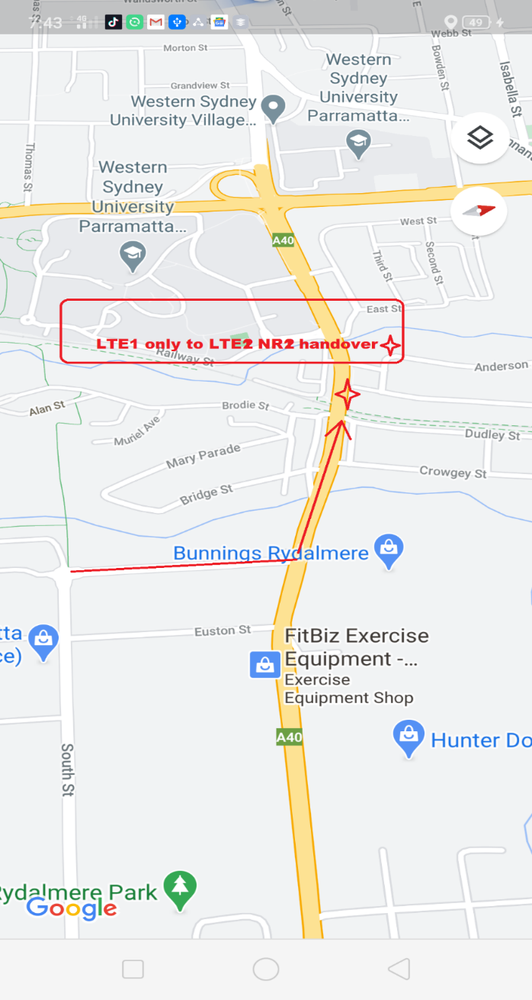 7:43
4G
49
Wandsworth St
Webb St
Morton St
Western
Sydney
University
Parramatta...
Bowden St
Isabella St
Grandview St
Western Sydney
University Village...
Thomas St
Western
Sydney
University
Parramatta...
West St
A40
Third St
Second St
East St
LTE1 only to LTE2 NR2 handover
Railway St
Anderson
Alan St
Brodie St
Muriel Ave
Dudley St
Mary Parade
Crowgey St
Bridge St
Bunnings Rydalmere
Euston St
FitBiz Exercise
Equipment -...
Exercise
Equipment Shop
A40
Hunter Do
South St
Rydalmere Park
Google